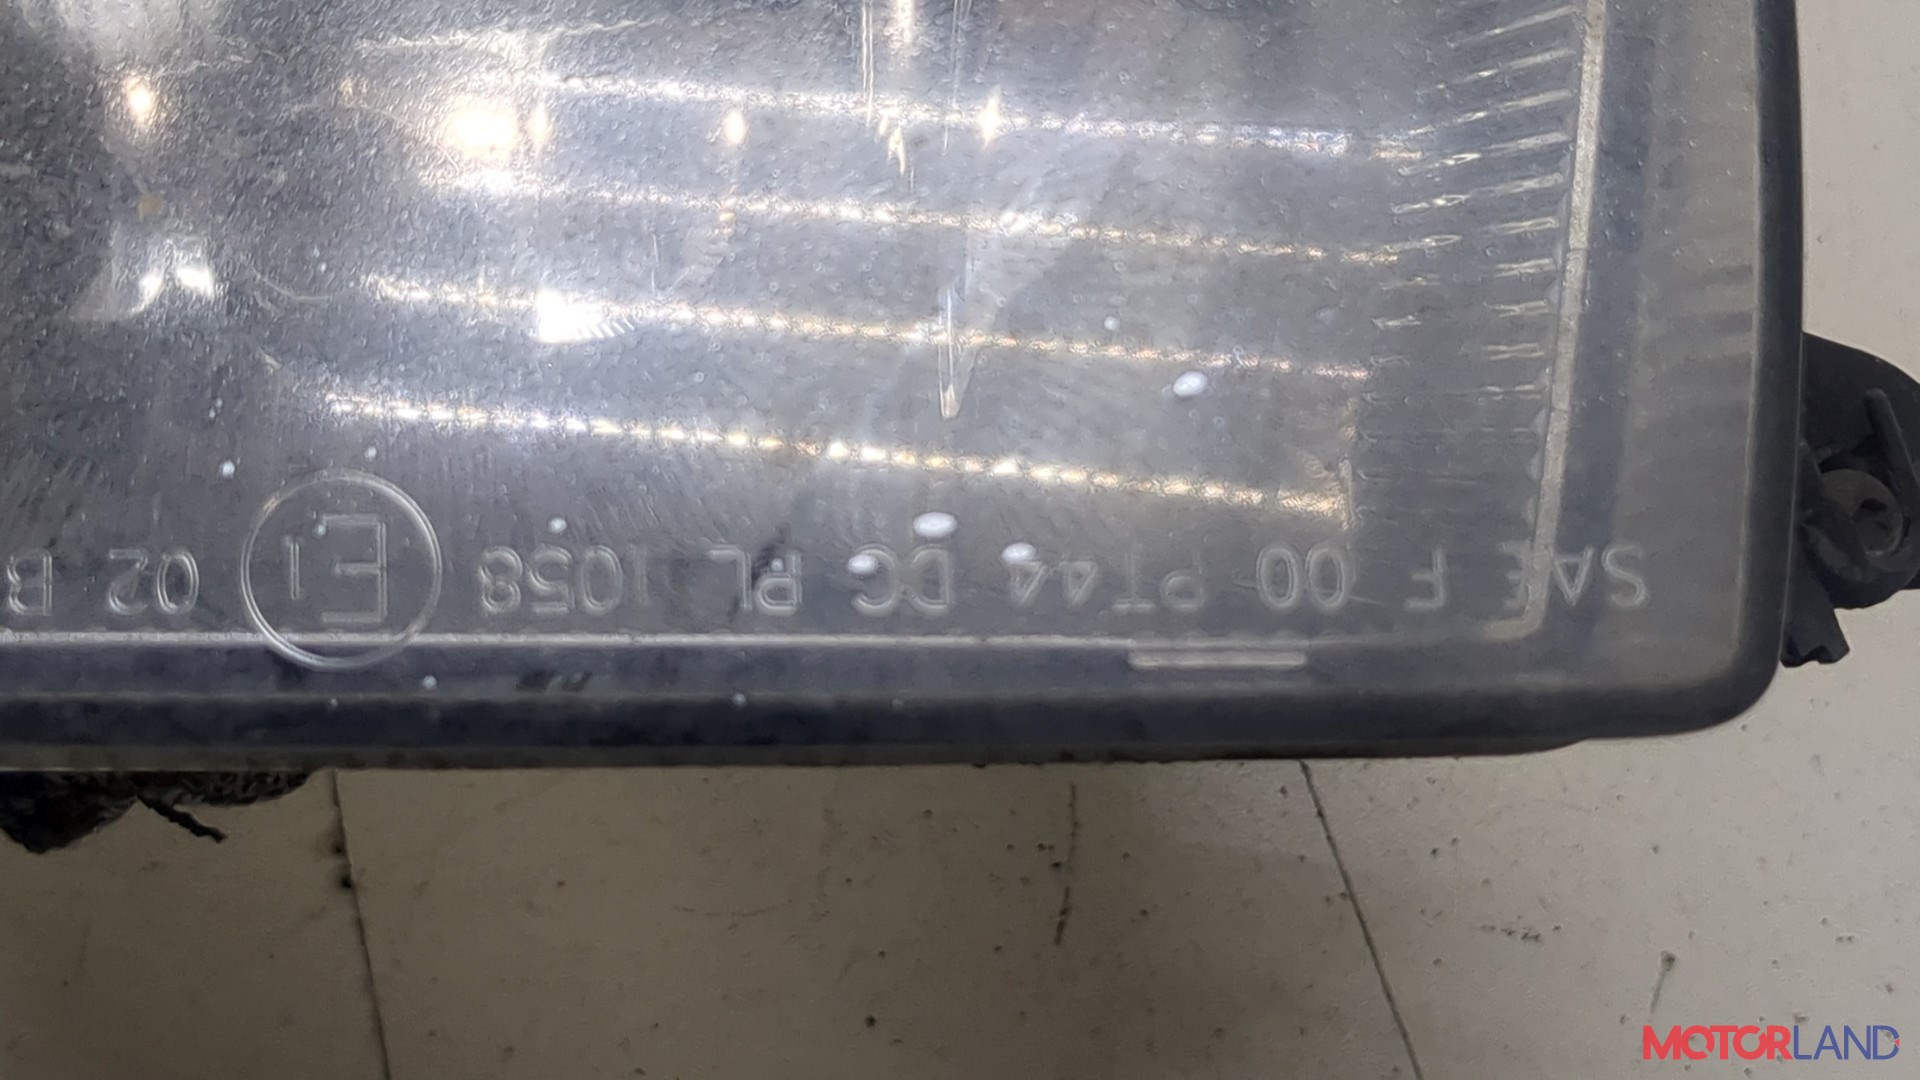 SAE F 00 PT44 DC PL 1058 E1 02 B
MOTORLAND